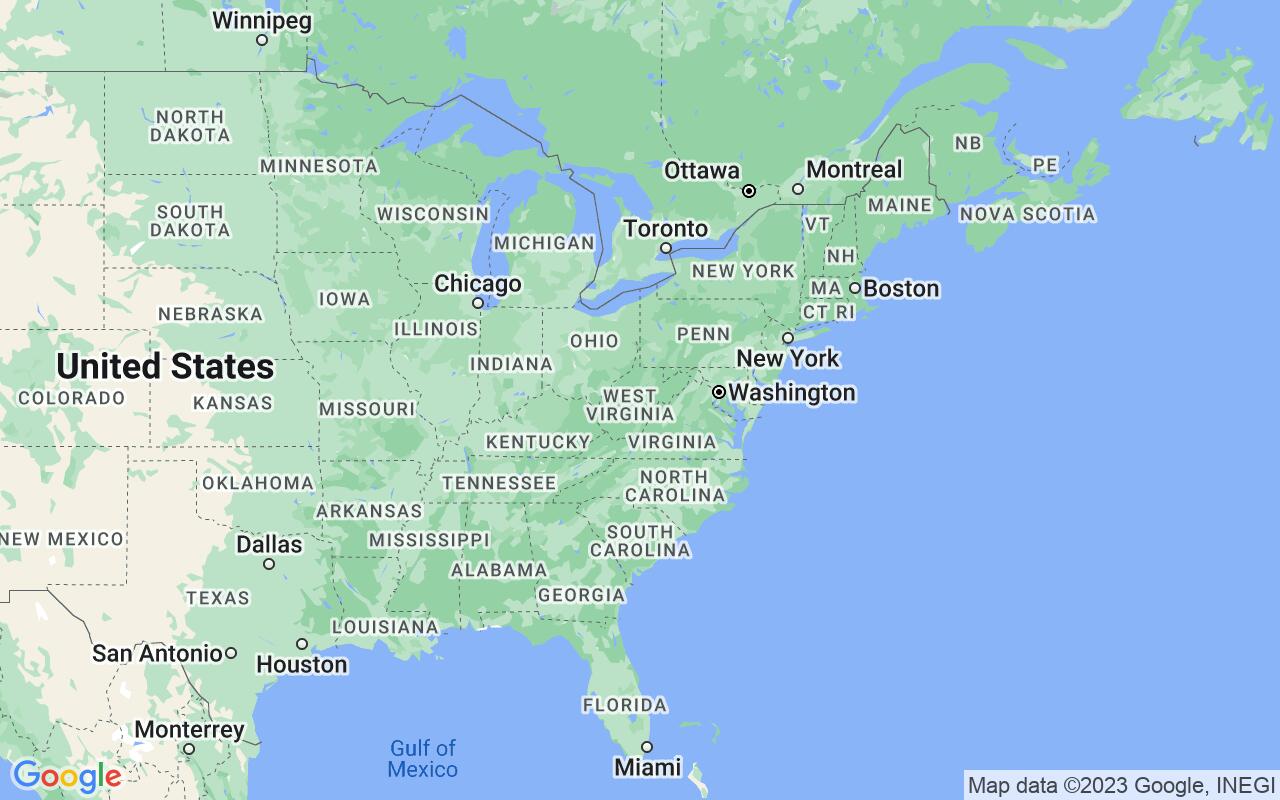 Winnipeg
NORTH
DAKOTA
MINNESOTA
Ottawa
Montreal
NB
PE
SOUTH
DAKOTA
WISCONSIN
MICHIGAN
Toronto
VT
MAINE
NOVA SCOTIA
NH
NEW YORK
Chicago
MA
Boston
NEBRASKA
IOWA
ILLINOIS
CT RI
OHIO
PENN
New York
United States
INDIANA
COLORADO
KANSAS
MISSOURI
WEST
VIRGINIA
Washington
KENTUCKY
VIRGINIA
OKLAHOMA
TENNESSEE
NORTH
CAROLINA
ARKANSAS
NEW MEXICO
Dallas
MISSISSIPPI
SOUTH
CAROLINA
ALABAMA
TEXAS
GEORGIA
LOUISIANA
San Antonio
Houston
FLORIDA
Monterrey
Gulf of
Mexico
Miami
Google
Map data ©2023 Google, INEGI